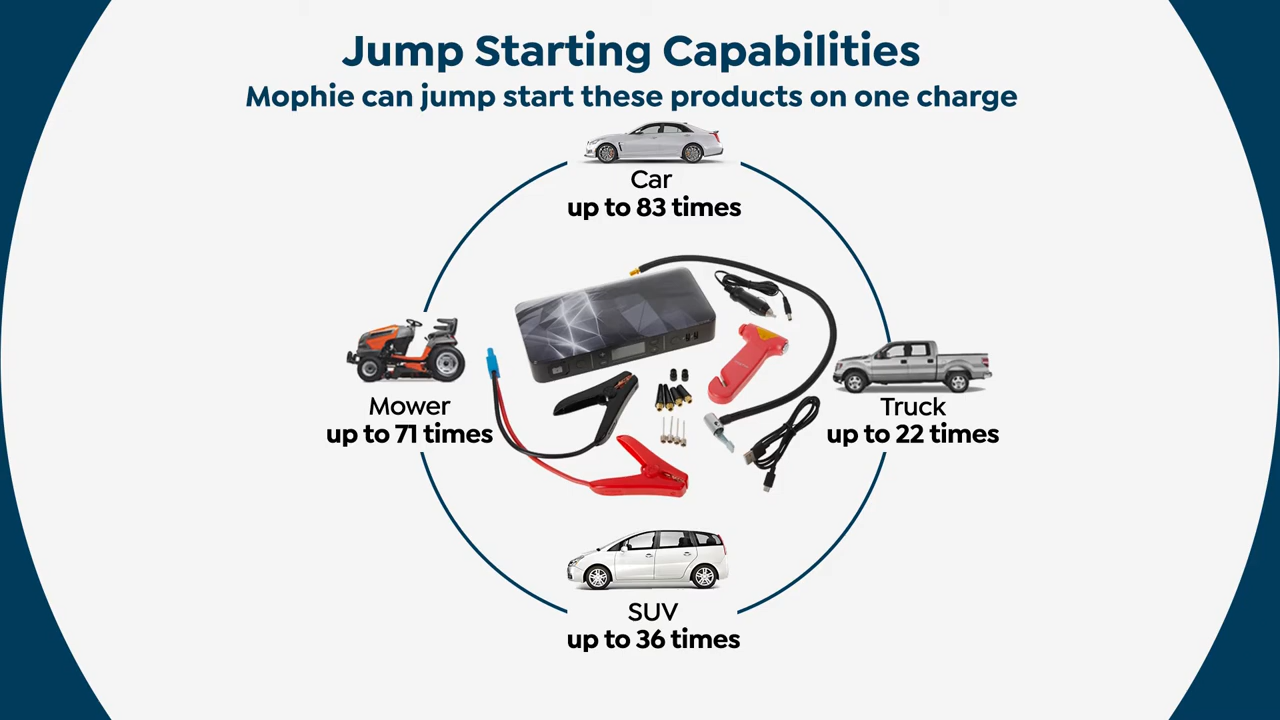 Jump Starting Capabilities
Mophie can jump start these products on one charge
Car
up to 83 times
Mower
up to 71 times
Truck
up to 22 times
SUV
up to 36 times